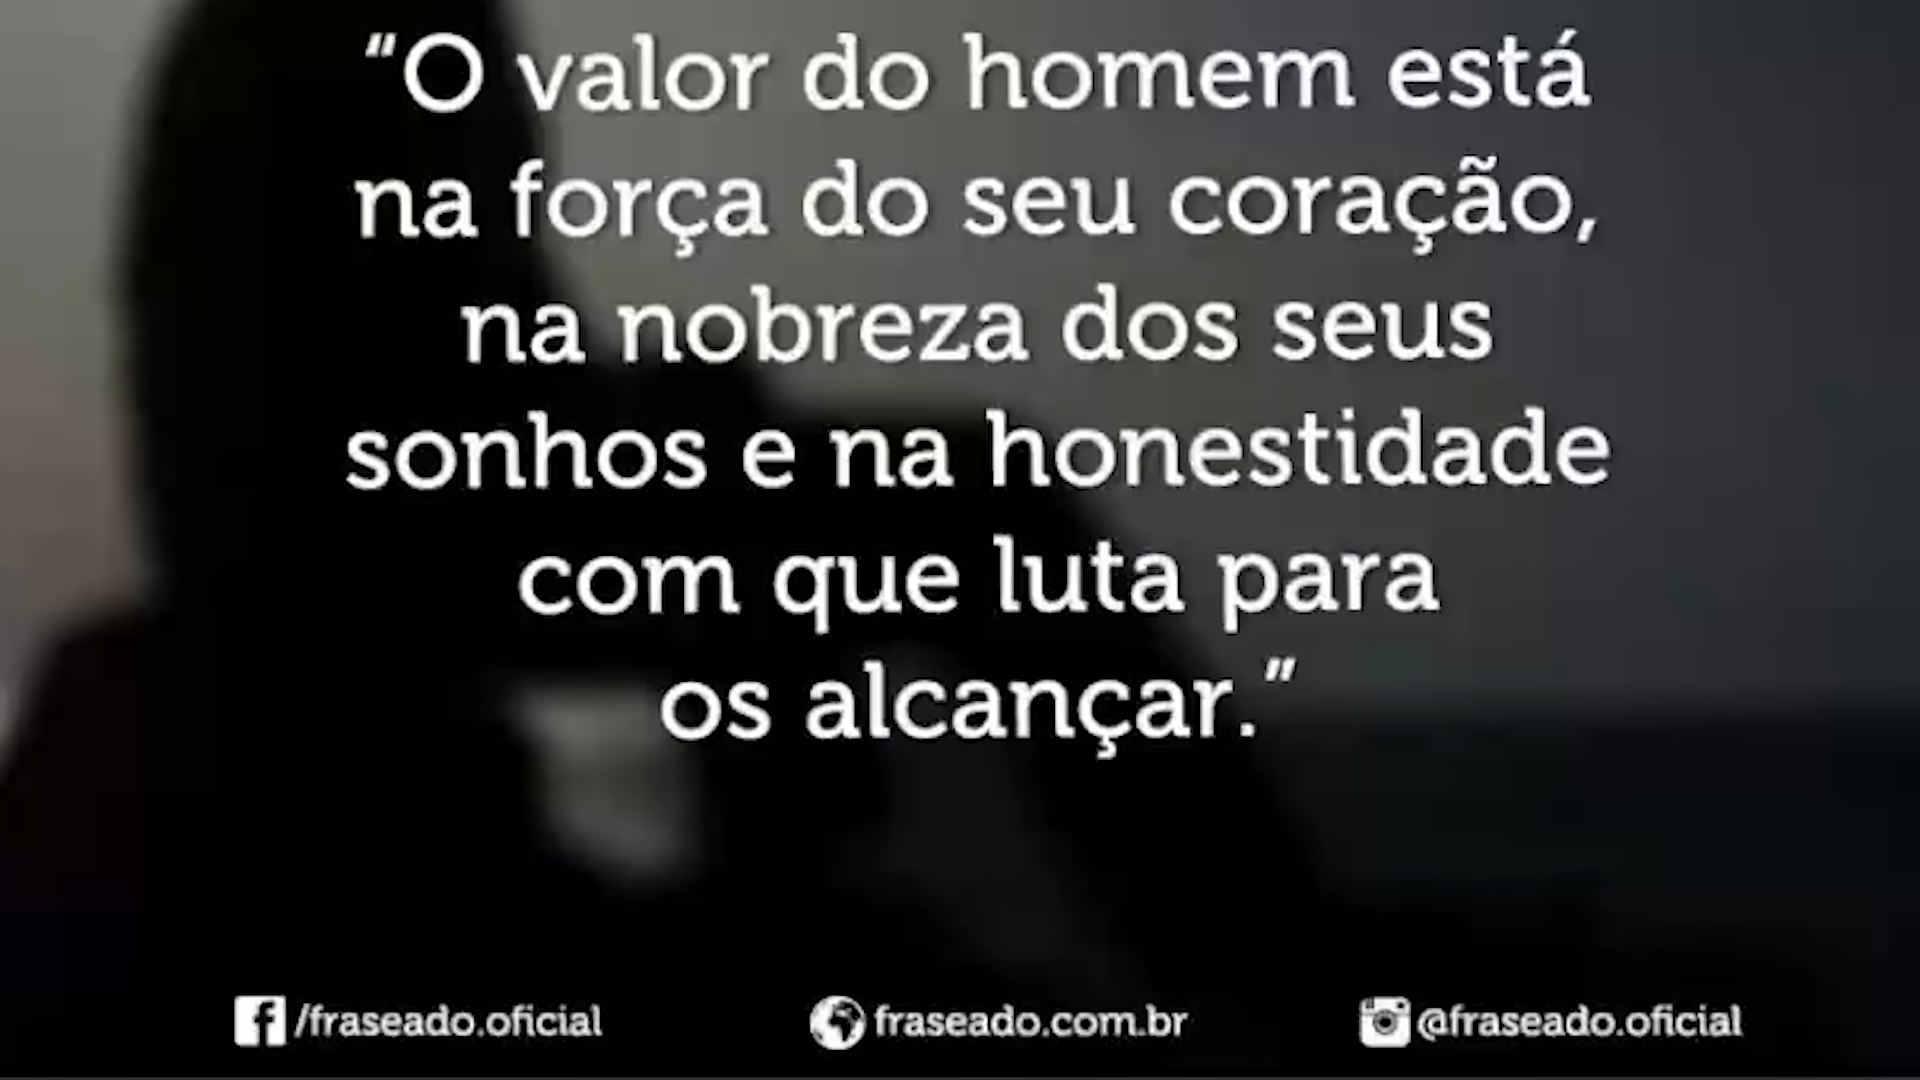 “O valor do homem está
na força do seu coração,
na nobreza dos seus
sonhos e na honestidade
com que luta para
os alcançar.”
/fraseado.oficial fraseado.com.br @fraseado.oficial